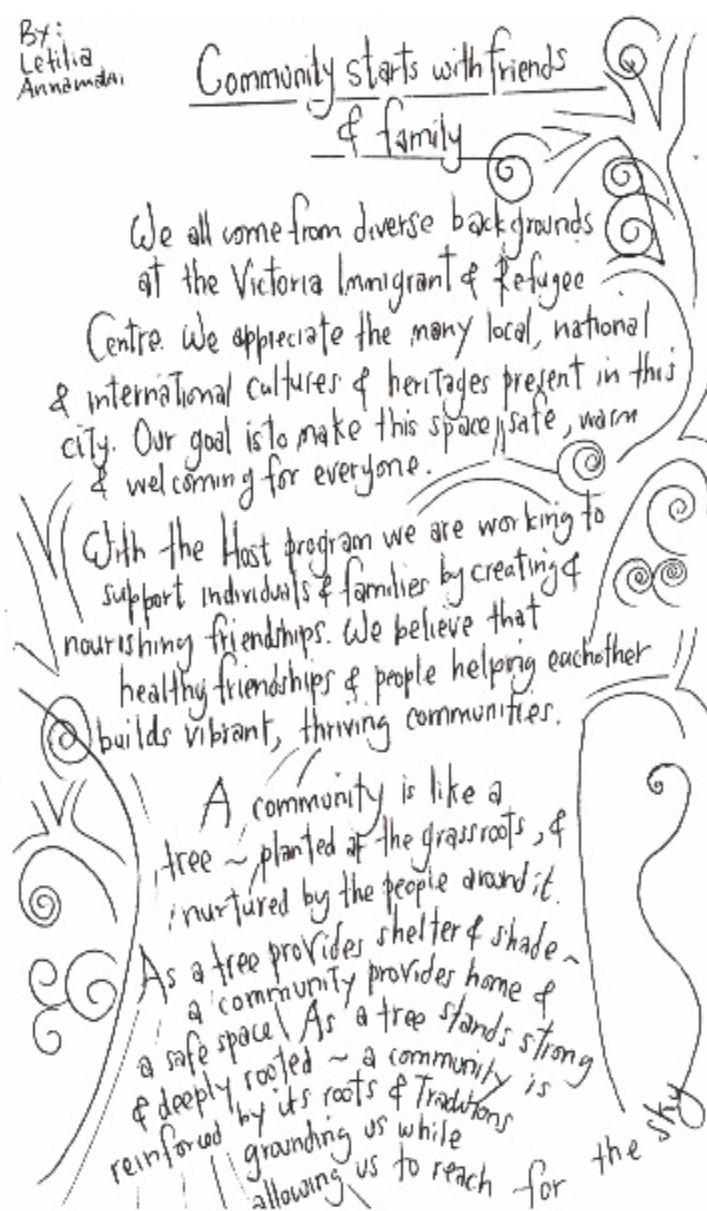 By:
Letitia
Annamalai
Community starts with friends
& family
We all come from diverse backgrounds
at the Victoria Immigrant & Refugee
Centre. We appreciate the many local, national
& international cultures & heritages present in this
city. Our goal is to make this space safe, warm
& welcoming for everyone.
With the Host program we are working to
support individuals & families by creating &
nourishing friendships. We believe that
healthy friendships & people helping eachother
builds vibrant, thriving communities.
A community is like a
tree ~ planted at the grassroots, &
nurtured by the people around it.
As a tree provides shelter & shade ~
a community provides home &
a safe space\ As a tree stands strong
& deeply rooted ~ a community is
reinforced by its roots & Traditions
grounding us while
allowing us to reach for the sky